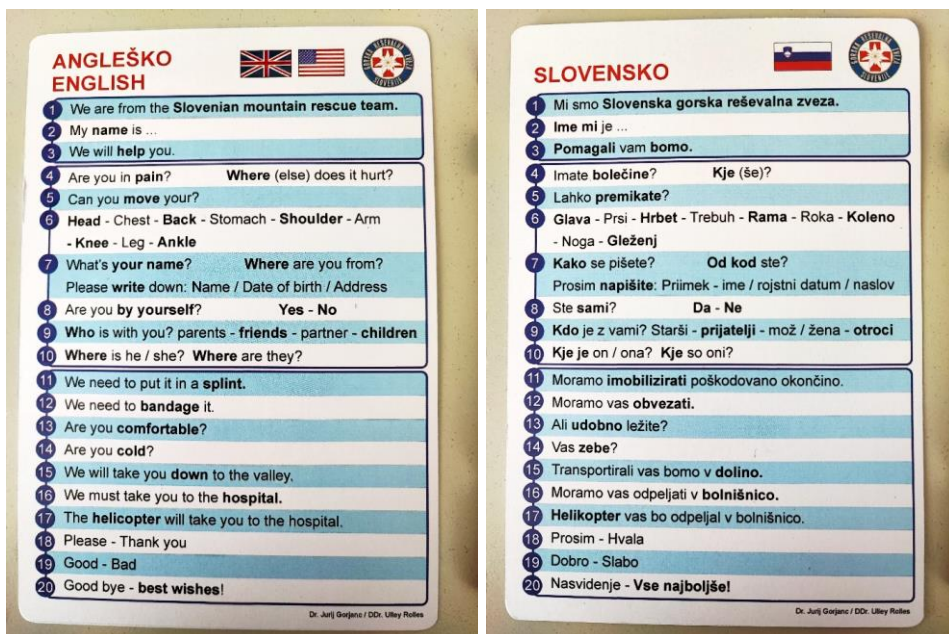 ANGLEŠKO
ENGLISH
1 We are from the Slovenian mountain rescue team.
2 My name is ...
3 We will help you.
4 Are you in pain? Where (else) does it hurt?
5 Can you move your?
6 Head - Chest - Back - Stomach - Shoulder - Arm
- Knee - Leg - Ankle
7 What's your name? Where are you from?
Please write down: Name / Date of birth / Address
8 Are you by yourself? Yes - No
9 Who is with you? parents - friends - partner - children
10 Where is he / she? Where are they?
11 We need to put it in a splint.
12 We need to bandage it.
13 Are you comfortable?
14 Are you cold?
15 We will take you down to the valley.
16 We must take you to the hospital.
17 The helicopter will take you to the hospital.
18 Please - Thank you
19 Good - Bad
20 Good bye - best wishes!
Dr. Jurij Gorjanc / DDr. Ulley Rolles
SLOVENSKO
1 Mi smo Slovenska gorska reševalna zveza.
2 Ime mi je ...
3 Pomagali vam bomo.
4 Imate bolečine? Kje (še)?
5 Lahko premikate?
6 Glava - Prsi - Hrbet - Trebuh - Rama - Roka - Koleno
- Noga - Gleženj
7 Kako se pišete? Od kod ste?
Prosim napišite: Priimek - ime / rojstni datum / naslov
8 Ste sami? Da - Ne
9 Kdo je z vami? Starši - prijatelji - mož / žena - otroci
10 Kje je on / ona? Kje so oni?
11 Moramo imobilizirati poškodovano okončino.
12 Moramo vas obvezati.
13 Ali udobno ležite?
14 Vas zebe?
15 Transportirali vas bomo v dolino.
16 Moramo vas odpeljati v bolnišnico.
17 Helikopter vas bo odpeljal v bolnišnico.
18 Prosim - Hvala
19 Dobro - Slabo
20 Nasvidenje - Vse najboljše!
Dr. Jurij Gorjanc / DDr. Ulley Rolles